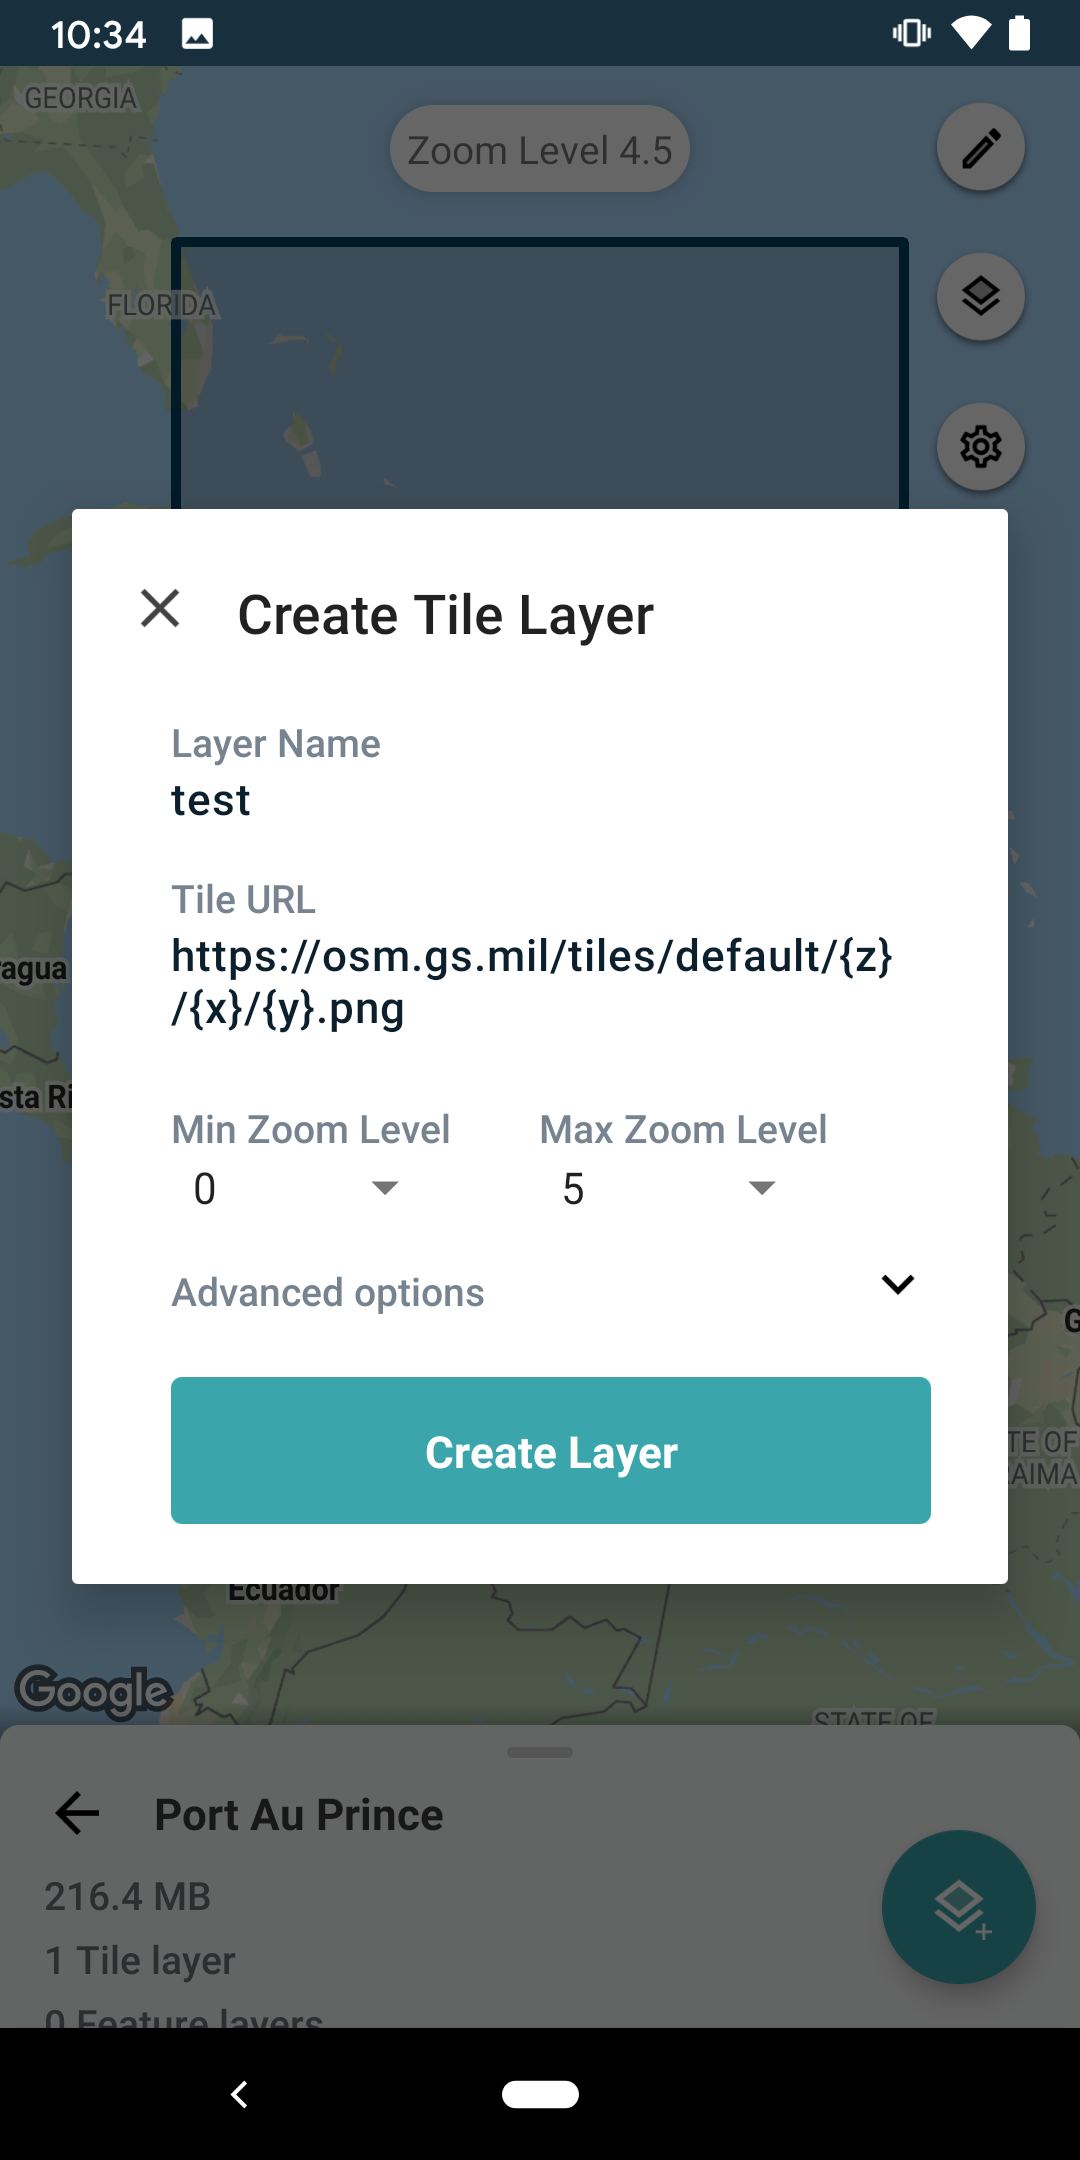 10:34
GEORGIA
Zoom Level 4.5
FLORIDA
Create Tile Layer
Layer Name
test
Tile URL
https://osm.gs.mil/tiles/default/{z}
/{x}/{y}.png
ragua
sta Ri
Min Zoom Level
Max Zoom Level
0
5
Advanced options
G
Create Layer
TE OF
RAIMA
Ecuador
Google
STATE OF
Port Au Prince
216.4 MB
1 Tile layer
0 Feature layers